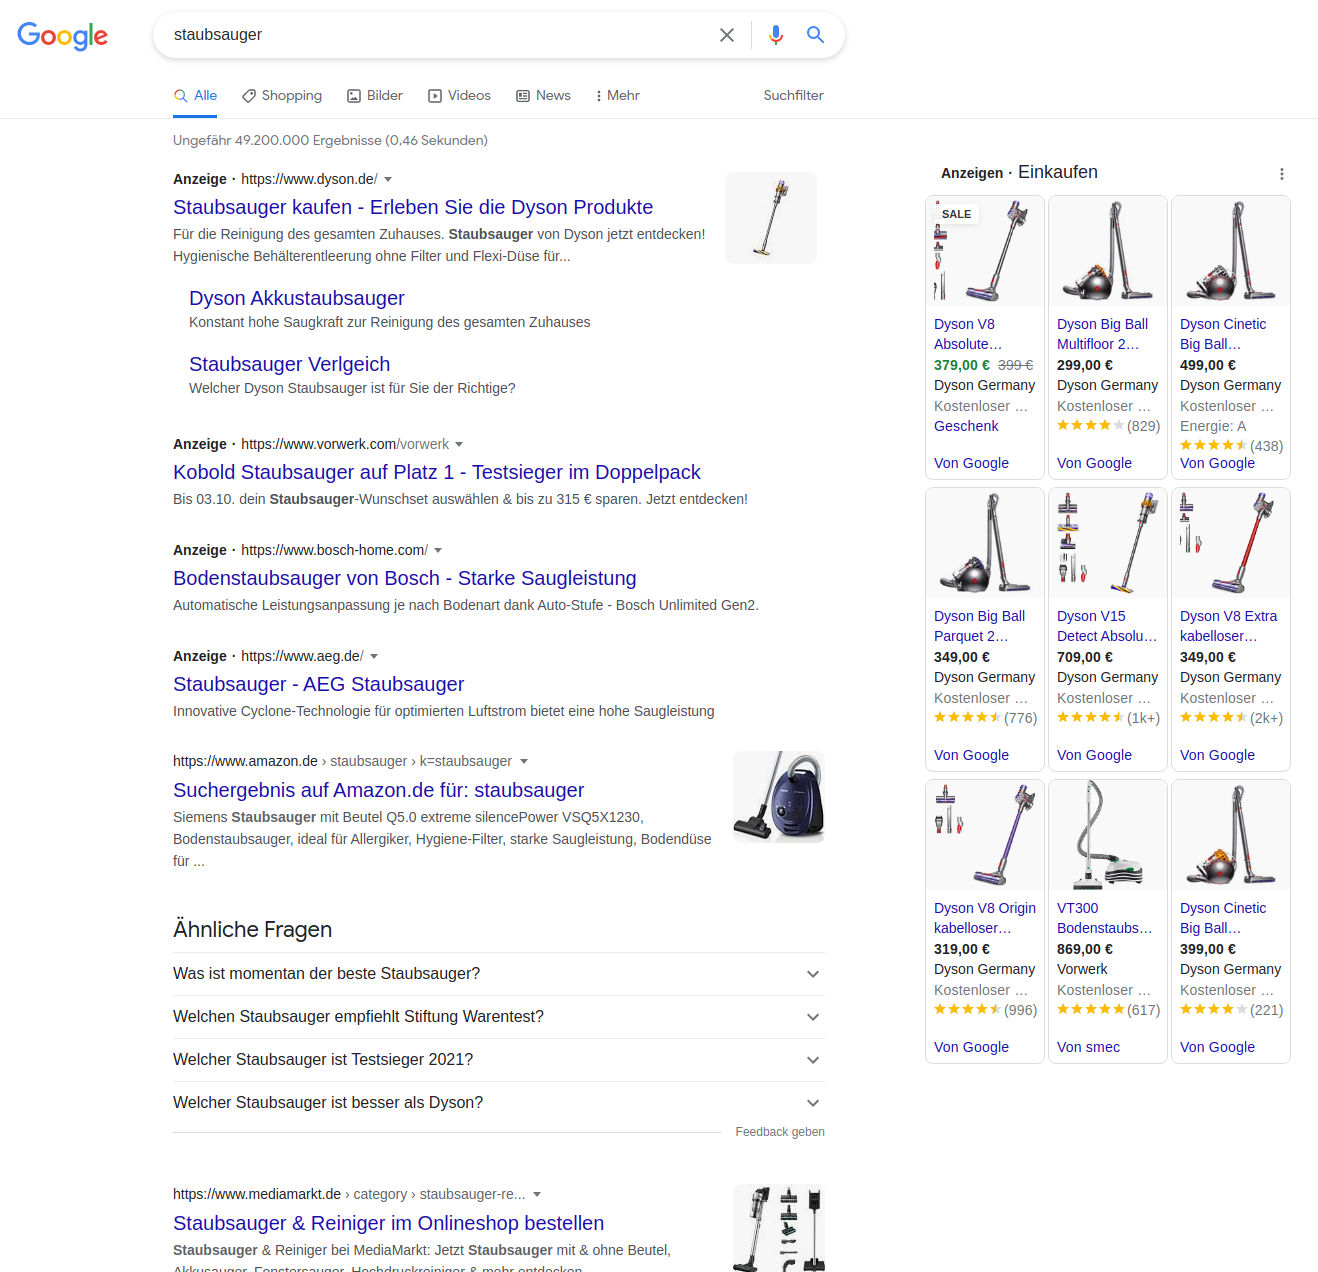 Google
staubsauger
Alle
Shopping
Bilder
Videos
News
Mehr
Suchfilter
Ungefähr 49.200.000 Ergebnisse (0,46 Sekunden)
Anzeige · https://www.dyson.de/
Staubsauger kaufen - Erleben Sie die Dyson Produkte
Für die Reinigung des gesamten Zuhauses. Staubsauger von Dyson jetzt entdecken!
Hygienische Behälterentleerung ohne Filter und Flexi-Düse für...
Dyson Akkustaubsauger
Konstant hohe Saugkraft zur Reinigung des gesamten Zuhauses
Staubsauger Verlgeich
Welcher Dyson Staubsauger ist für Sie der Richtige?
Anzeige · https://www.vorwerk.com/vorwerk
Kobold Staubsauger auf Platz 1 - Testsieger im Doppelpack
Bis 03.10. dein Staubsauger-Wunschset auswählen & bis zu 315 € sparen. Jetzt entdecken!
Anzeige · https://www.bosch-home.com/
Bodenstaubsauger von Bosch - Starke Saugleistung
Automatische Leistungsanpassung je nach Bodenart dank Auto-Stufe - Bosch Unlimited Gen2.
Anzeige · https://www.aeg.de/
Staubsauger - AEG Staubsauger
Innovative Cyclone-Technologie für optimierten Luftstrom bietet eine hohe Saugleistung
https://www.amazon.de › staubsauger › k=staubsauger
Suchergebnis auf Amazon.de für: staubsauger
Siemens Staubsauger mit Beutel Q5.0 extreme silencePower VSQ5X1230,
Bodenstaubsauger, ideal für Allergiker, Hygiene-Filter, starke Saugleistung, Bodendüse
für ...
Ähnliche Fragen
Was ist momentan der beste Staubsauger?
Welchen Staubsauger empfiehlt Stiftung Warentest?
Welcher Staubsauger ist Testsieger 2021?
Welcher Staubsauger ist besser als Dyson?
Feedback geben
https://www.mediamarkt.de › category › staubsauger-re...
Staubsauger & Reiniger im Onlineshop bestellen
Staubsauger & Reiniger bei MediaMarkt: Jetzt Staubsauger mit & ohne Beutel,
Akkusauger, Fenstersauger, Hochdruckreiniger & mehr entdecken
Anzeigen · Einkaufen
SALE
Dyson V8
Absolute…
379,00 € 399 €
Dyson Germany
Kostenloser …
Geschenk
Von Google
Dyson Big Ball
Multifloor 2…
299,00 €
Dyson Germany
Kostenloser …
(829)
Von Google
Dyson Cinetic
Big Ball…
499,00 €
Dyson Germany
Kostenloser …
Energie: A
(438)
Von Google
Dyson Big Ball
Parquet 2…
349,00 €
Dyson Germany
Kostenloser …
(776)
Von Google
Dyson V15
Detect Absolu…
709,00 €
Dyson Germany
Kostenloser …
(1k+)
Von Google
Dyson V8 Extra
kabelloser…
349,00 €
Dyson Germany
Kostenloser …
(2k+)
Von Google
Dyson V8 Origin
kabelloser…
319,00 €
Dyson Germany
Kostenloser …
(996)
Von Google
VT300
Bodenstaubs…
869,00 €
Vorwerk
Kostenloser …
(617)
Von smec
Dyson Cinetic
Big Ball…
399,00 €
Dyson Germany
Kostenloser …
(221)
Von Google